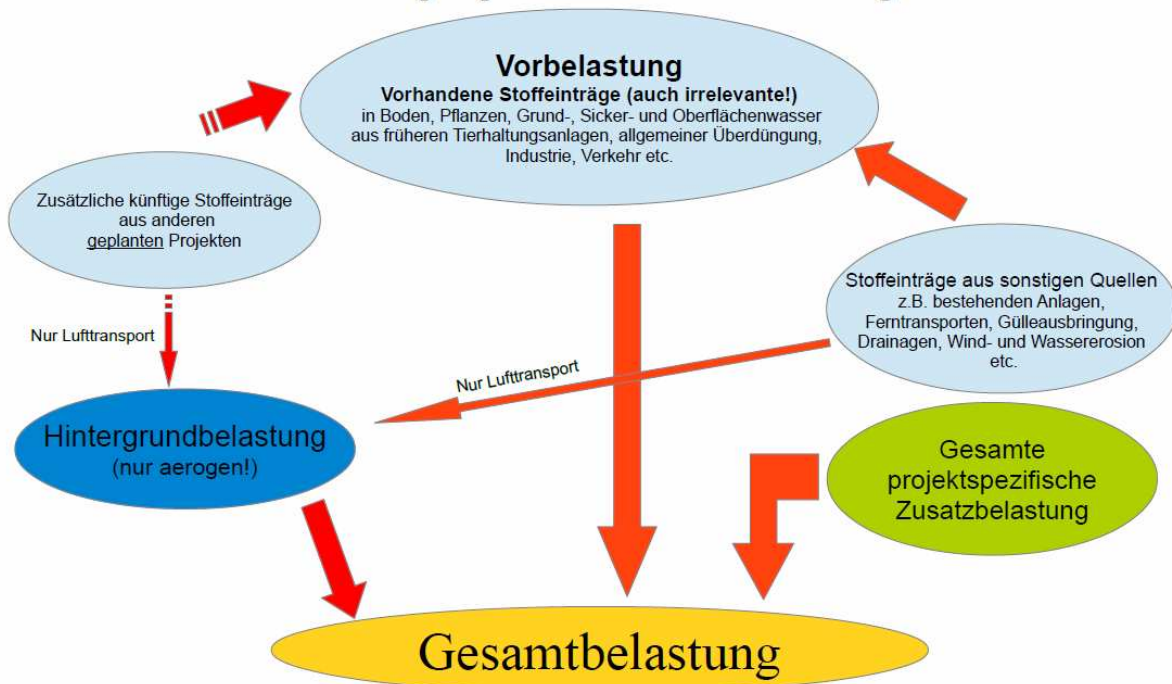 Vorbelastung
Vorhandene Stoffeinträge (auch irrelevante!)
in Boden, Pflanzen, Grund-, Sicker- und Oberflächenwasser
aus früheren Tierhaltungsanlagen, allgemeiner Überdüngung,
Industrie, Verkehr etc.
Zusätzliche künftige Stoffeinträge
aus anderen
geplanten Projekten
Stoffeinträge aus sonstigen Quellen
z.B. bestehenden Anlagen,
Ferntransporten, Gülleausbringung,
Drainagen, Wind- und Wassererosion
etc.
Nur Lufttransport
Nur Lufttransport
Hintergrundbelastung
(nur aerogen!)
Gesamte
projektspezifische
Zusatzbelastung
Gesamtbelastung